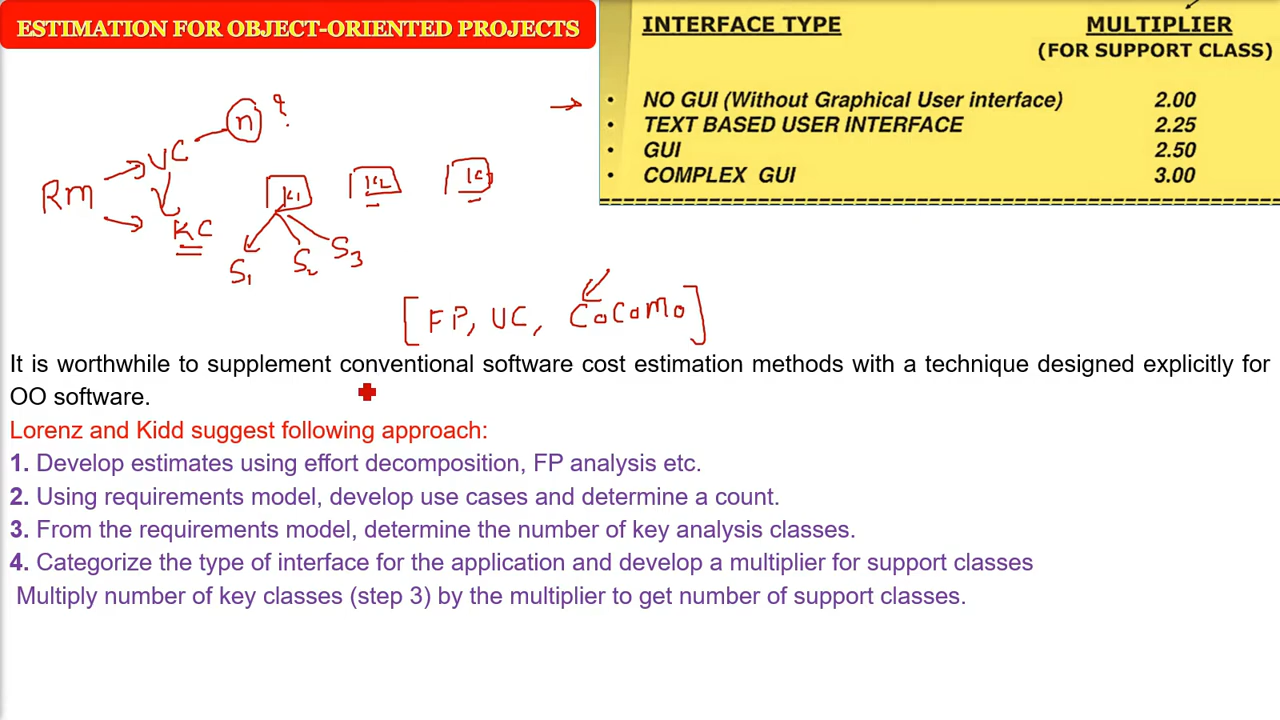 ESTIMATION FOR OBJECT-ORIENTED PROJECTS
INTERFACE TYPE MULTIPLIER
(FOR SUPPORT CLASS)
• NO GUI (Without Graphical User interface) 2.00
• TEXT BASED USER INTERFACE 2.25
• GUI 2.50
• COMPLEX GUI 3.00
n ?
UC
Rm
K1 K2
KC
S1 S2 S3
[FP, UC, CoCoMo]
It is worthwhile to supplement conventional software cost estimation methods with a technique designed explicitly for
OO software.
Lorenz and Kidd suggest following approach:
1. Develop estimates using effort decomposition, FP analysis etc.
2. Using requirements model, develop use cases and determine a count.
3. From the requirements model, determine the number of key analysis classes.
4. Categorize the type of interface for the application and develop a multiplier for support classes
Multiply number of key classes (step 3) by the multiplier to get number of support classes.